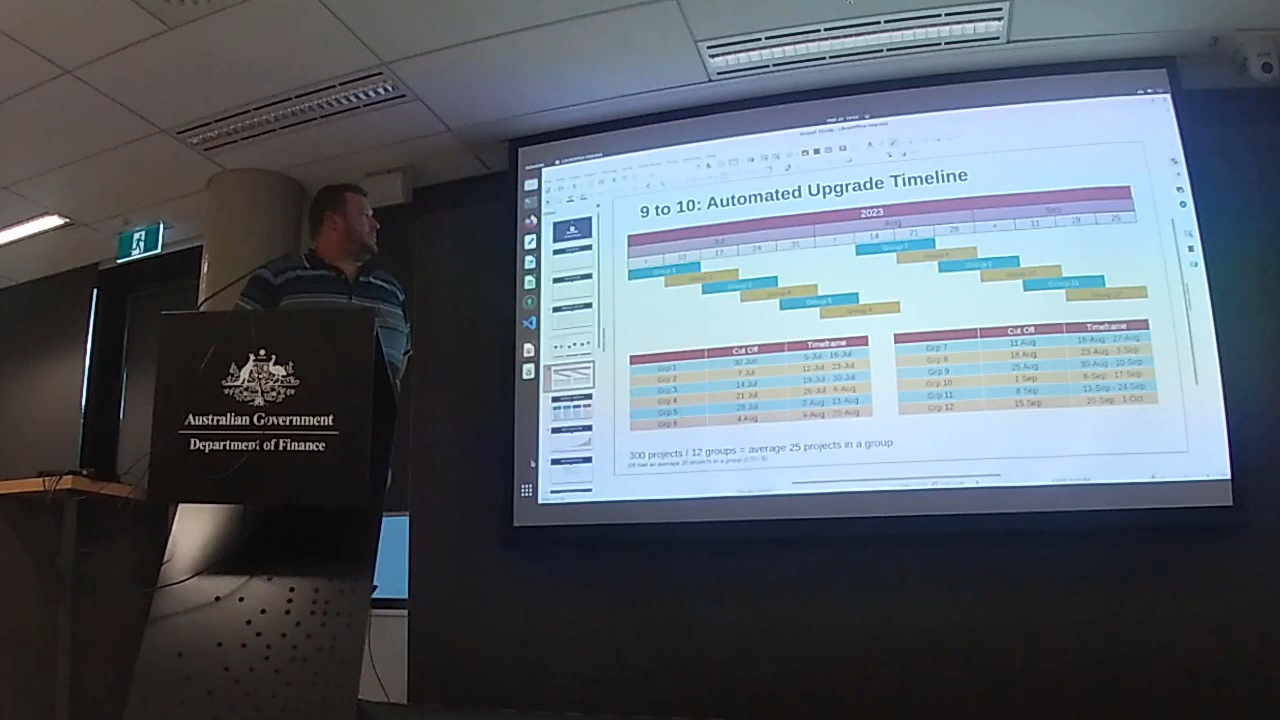 Australian Government
Department of Finance
LibreOffice Impress
9 to 10: Automated Upgrade Timeline
2023
Jul Aug Sep
10 17 24 31 14 21 28 4 11 18 25
Group 1
Group 3
Group 5
Group 7
Group 11
Cut Off Timeframe
Grp 1 30 Jun 5-Jul - 16-Jul
Grp 2 7 Jul 12-Jul - 23-Jul
14 Jul 19-Jul - 30-Jul
Grp 4 21 Jul 26-Jul - 6-Aug
Grp 5 28 Jul 2-Aug - 13-Aug
Grp 6 4 Aug 9-Aug - 20-Aug
Cut Off Timeframe
Grp 7 11 Aug 16-Aug - 27-Aug
Grp 8 18 Aug 23-Aug - 3-Sep
Grp 9 25 Aug 30-Aug - 10-Sep
Grp 10 1 Sep 6-Sep - 17-Sep
Grp 11 8 Sep 13-Sep - 24-Sep
Grp 12 15 Sep 20-Sep - 1-Oct
300 projects / 12 groups = average 25 projects in a group